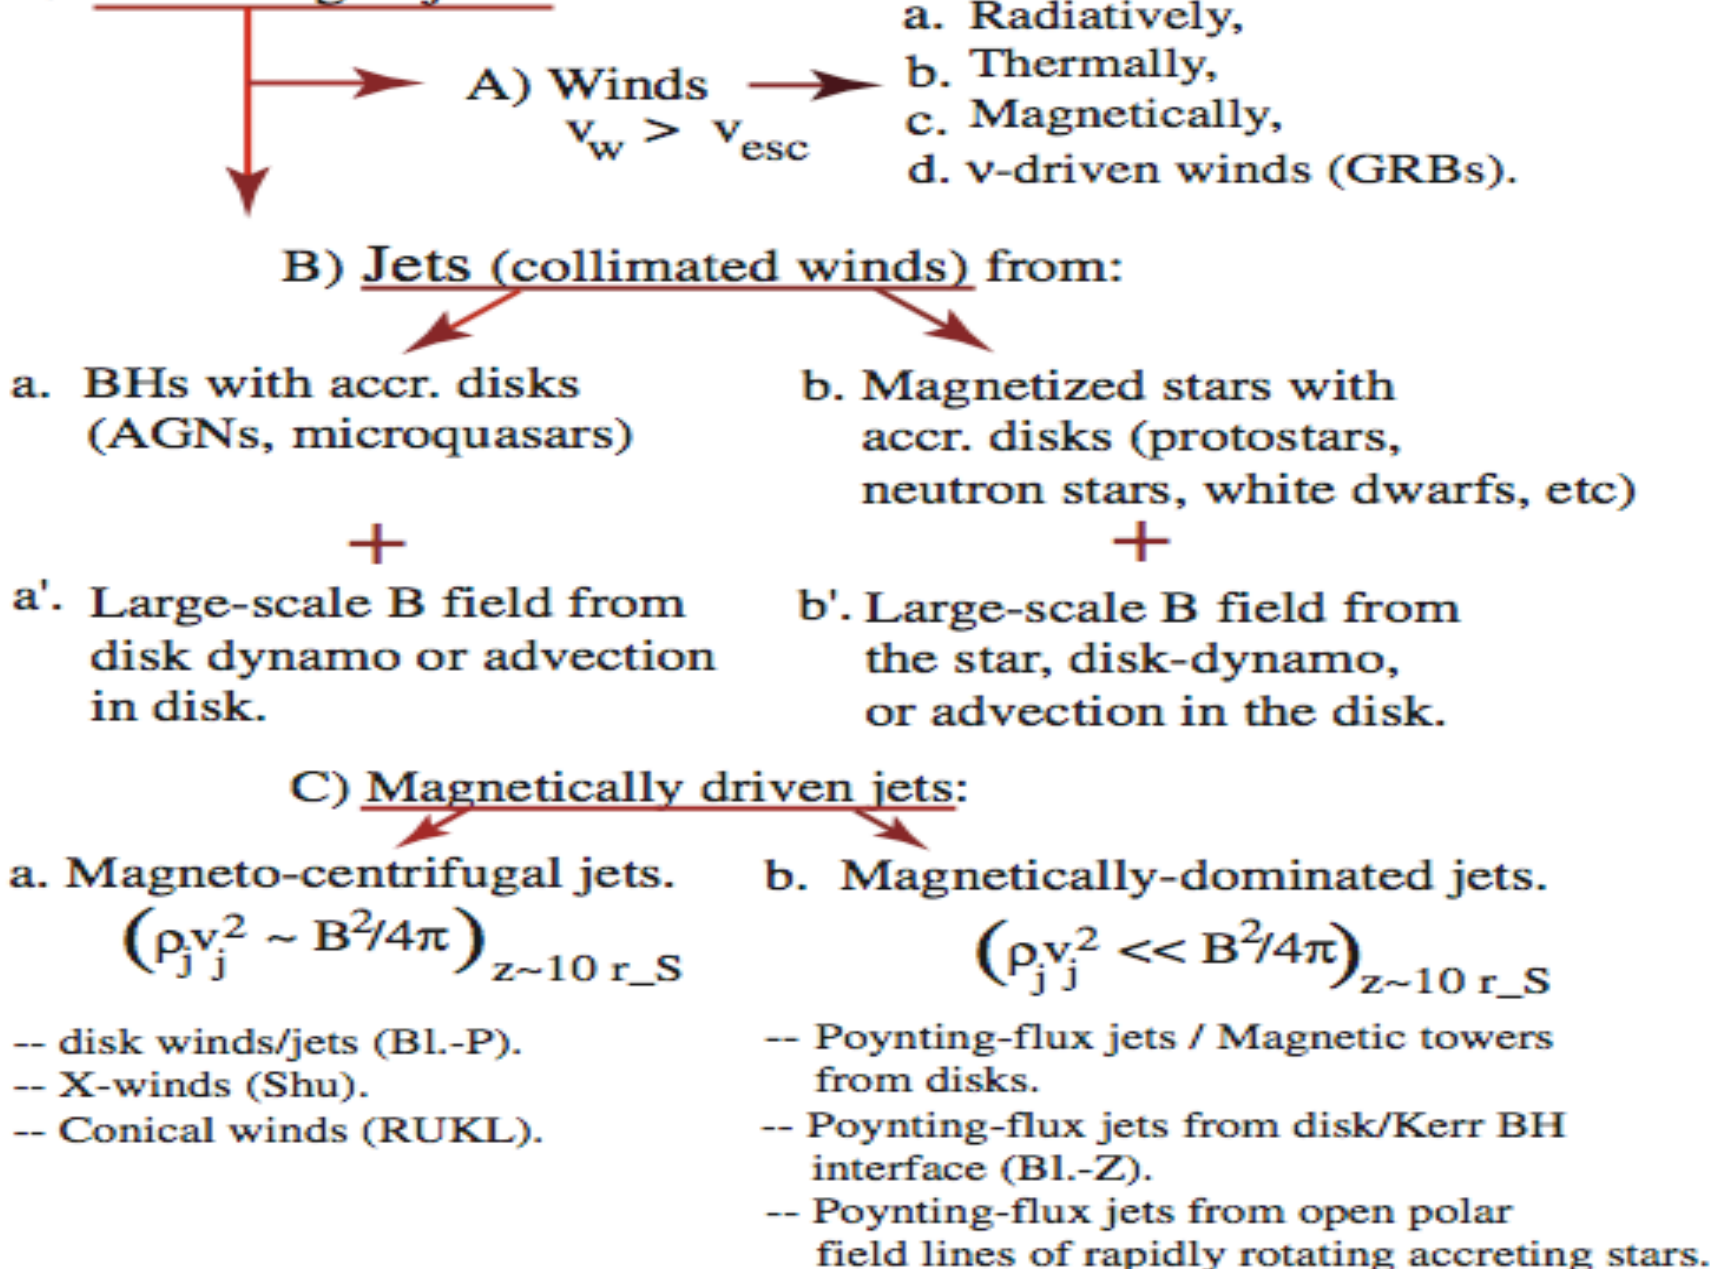 a. Radiatively,
b. Thermally,
A) Winds
c. Magnetically,
v_w > v_esc
d. ν-driven winds (GRBs).
B) Jets (collimated winds) from:
a. BHs with accr. disks
(AGNs, microquasars)
b. Magnetized stars with
accr. disks (protostars,
neutron stars, white dwarfs, etc)
+
+
a'. Large-scale B field from
disk dynamo or advection
in disk.
b'. Large-scale B field from
the star, disk-dynamo,
or advection in the disk.
C) Magnetically driven jets:
a. Magneto-centrifugal jets.
(ρ_j v_j^2 ~ B^2/4π)_z~10 r_S
-- disk winds/jets (Bl.-P).
-- X-winds (Shu).
-- Conical winds (RUKL).
b. Magnetically-dominated jets.
(ρ_j v_j^2 << B^2/4π)_z~10 r_S
-- Poynting-flux jets / Magnetic towers
from disks.
-- Poynting-flux jets from disk/Kerr BH
interface (Bl.-Z).
-- Poynting-flux jets from open polar
field lines of rapidly rotating accreting stars.